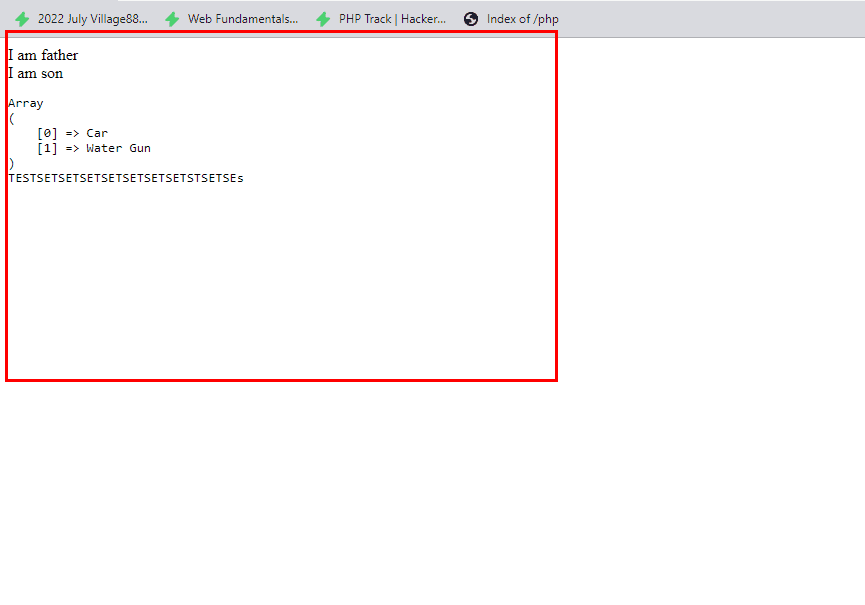 2022 July Village88... Web Fundamentals... PHP Track | Hacker... Index of /php
I am father
I am son
Array
(
    [0] => Car
    [1] => Water Gun
)
TESTSETSETSETSETSETSETSETSTSETSEs